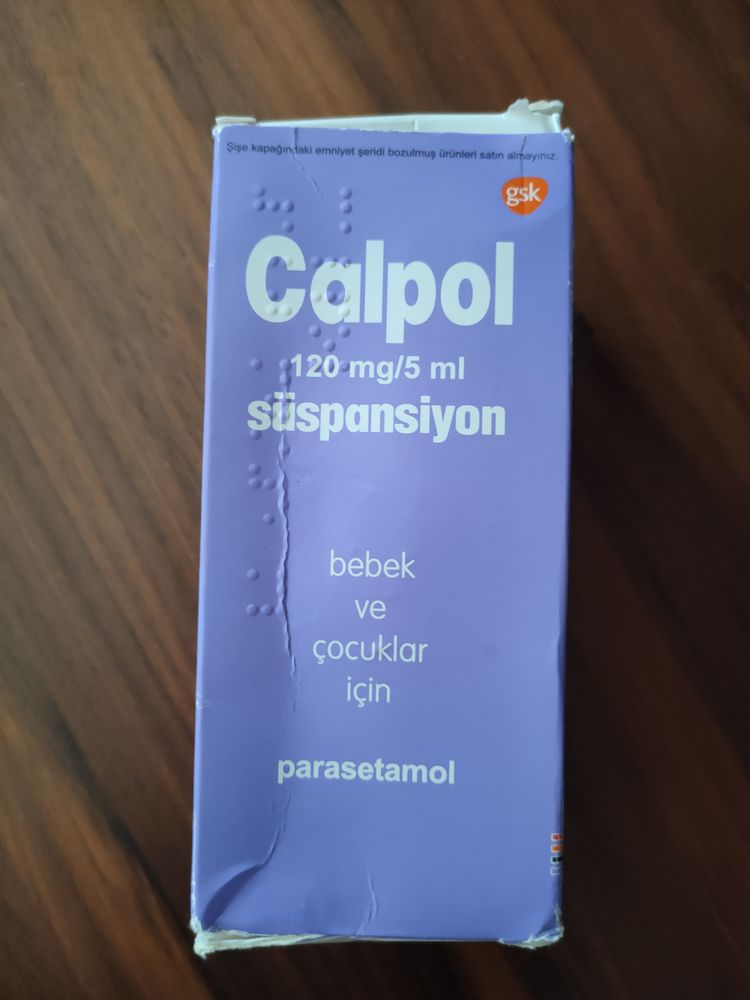 Şişe kapağındaki emniyet şeridi bozulmuş ürünleri satın almayınız.
gsk
Calpol
120 mg/5 ml
süspansiyon
bebek
ve
çocuklar
için
parasetamol